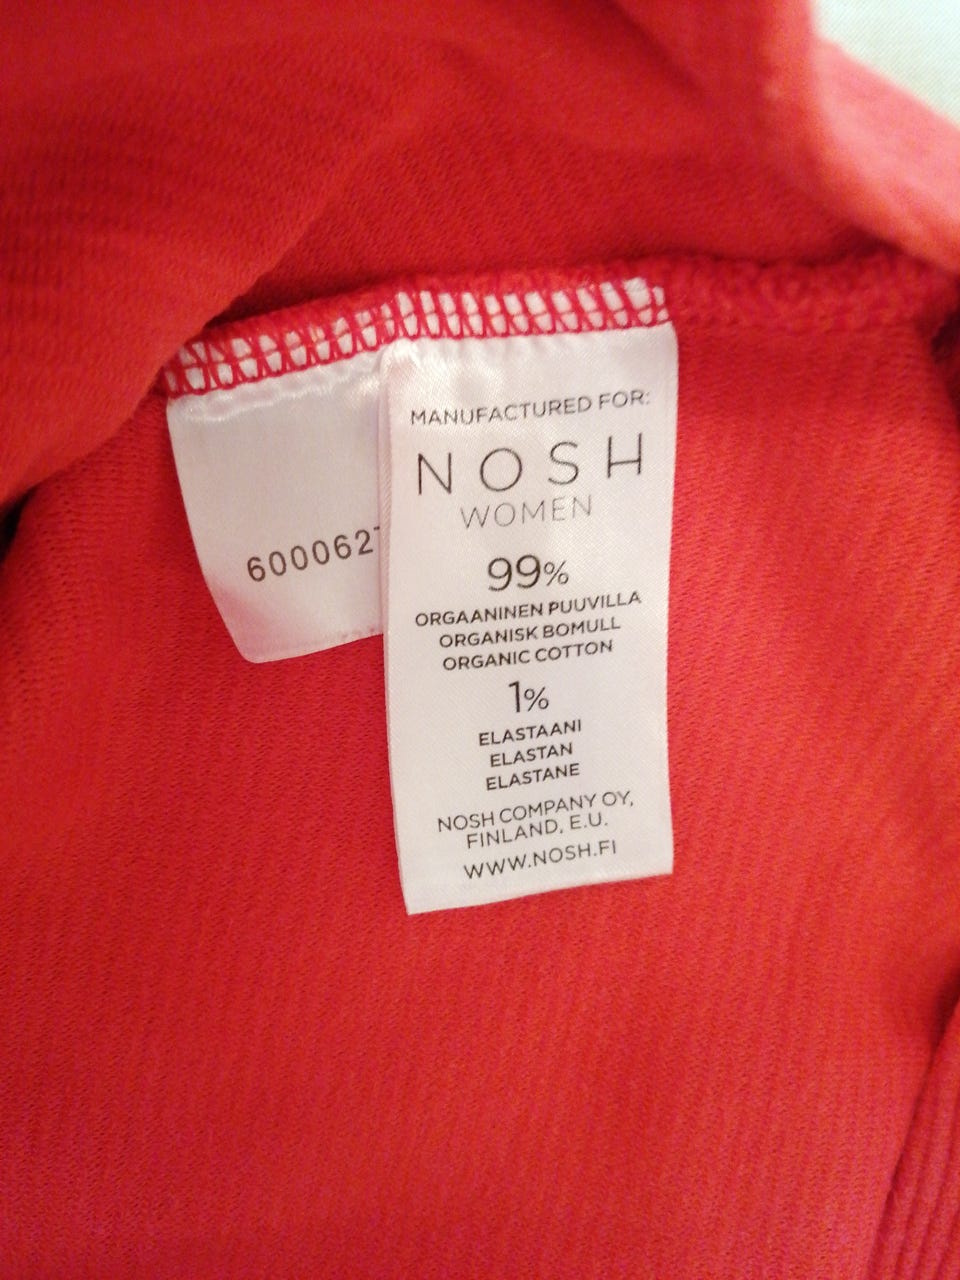 MANUFACTURED FOR:
NOSH
WOMEN
99%
ORGAANINEN PUUVILLA
ORGANISK BOMULL
ORGANIC COTTON
1%
ELASTAANI
ELASTAN
ELASTANE
NOSH COMPANY OY,
FINLAND, E.U.
WWW.NOSH.FI
600062